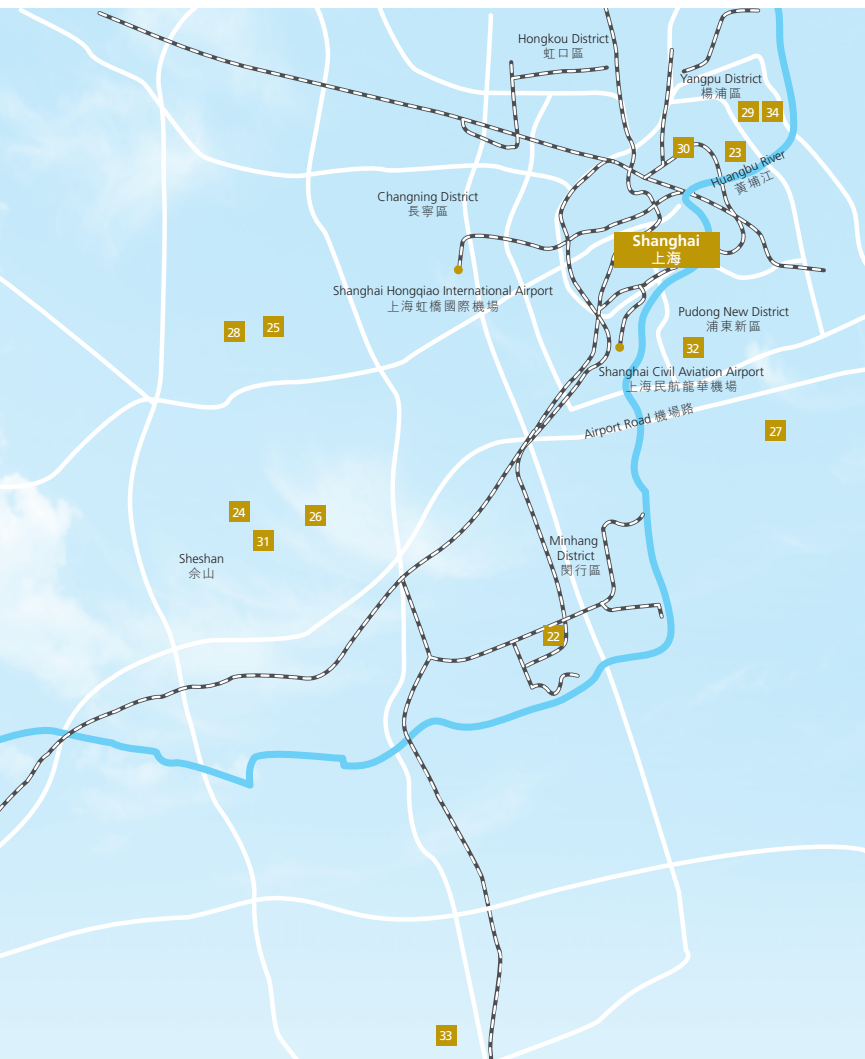 Hongkou District
虹口區
Yangpu District
楊浦區
29
34
30
23
Huangbu River
黃埔江
Changning District
長寧區
Shanghai
上海
Shanghai Hongqiao International Airport
上海虹橋國際機場
Pudong New District
浦東新區
28
25
32
Shanghai Civil Aviation Airport
上海民航龍華機場
Airport Road 機場路
27
24
26
31
Sheshan
佘山
Minhang
District
閔行區
22
33